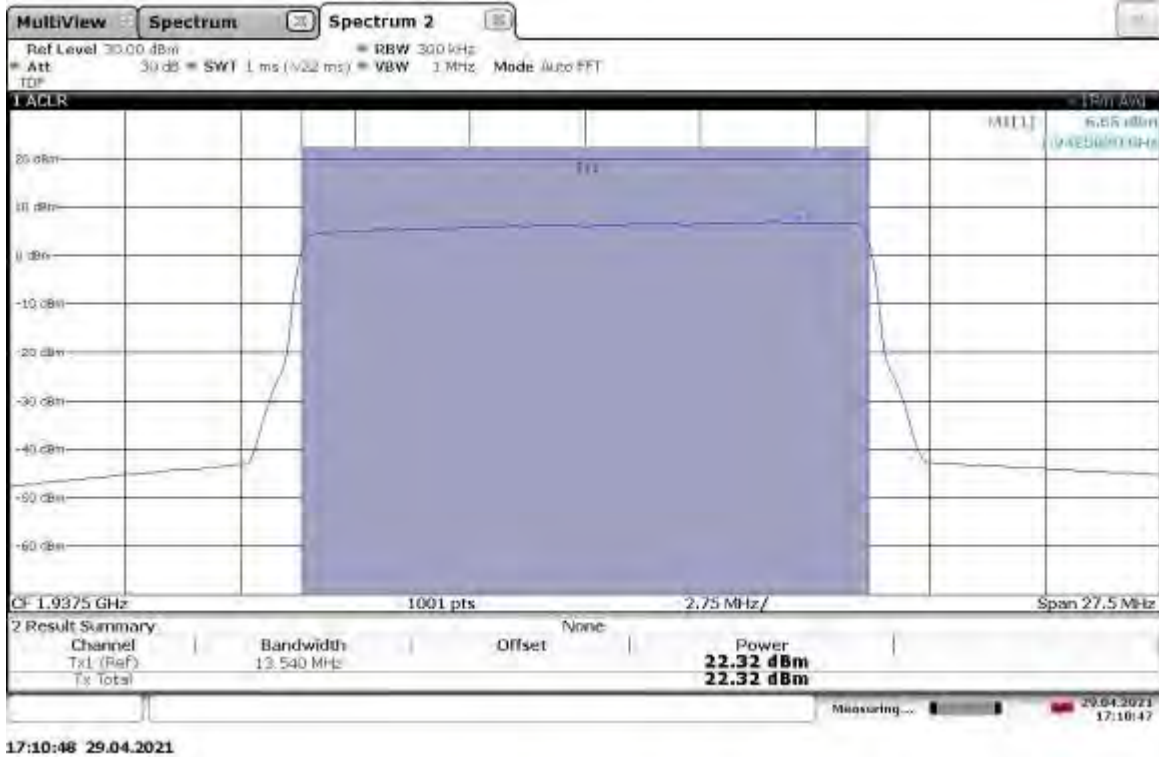 MultiView Spectrum Spectrum 2
Ref Level 30.00 dBm RBW 300 kHz
Att 30 dB SWT 1 ms (~22 ms) VBW 1 MHz Mode Auto FFT
TDF
1 ACLR 1Rm Avg
M1[1] 6.65 dBm
GHz
20 dBm
Tx1
10 dBm
0 dBm
-10 dBm
-20 dBm
-30 dBm
-40 dBm
-50 dBm
-60 dBm
CF 1.9375 GHz 1001 pts 2.75 MHz/ Span 27.5 MHz
2 Result Summary None
Channel Bandwidth Offset Power
Tx1 (Ref) 13.540 MHz 22.32 dBm
Tx Total 22.32 dBm
Measuring... 29.04.2021
17:10:47
17:10:48 29.04.2021